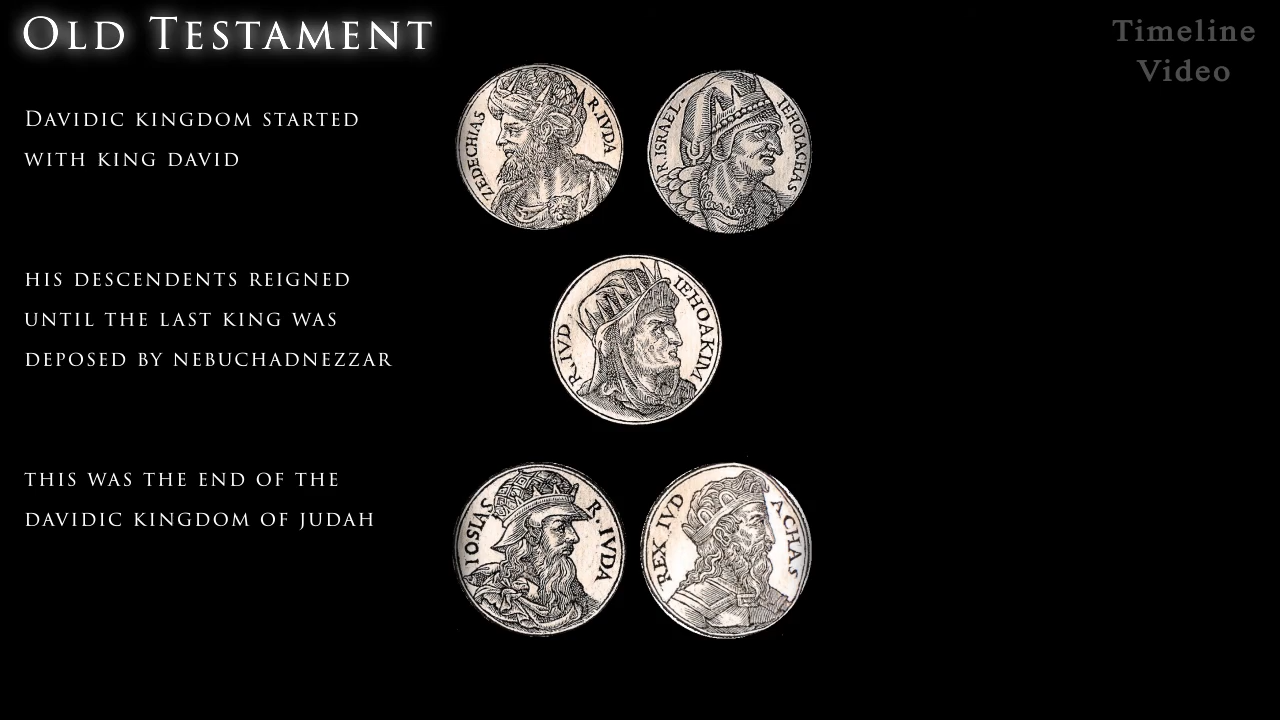 OLD TESTAMENT
Timeline
Video
DAVIDIC KINGDOM STARTED
WITH KING DAVID
HIS DESCENDENTS REIGNED
UNTIL THE LAST KING WAS
DEPOSED BY NEBUCHADNEZZAR
THIS WAS THE END OF THE
DAVIDIC KINGDOM OF JUDAH
ZEDECHIAS R.IVDA
R.ISRAEL. IEHOIACHAS
R.IVD IEHOAKIM
IOSIAS R.IVDA
REX IVD ACHAS